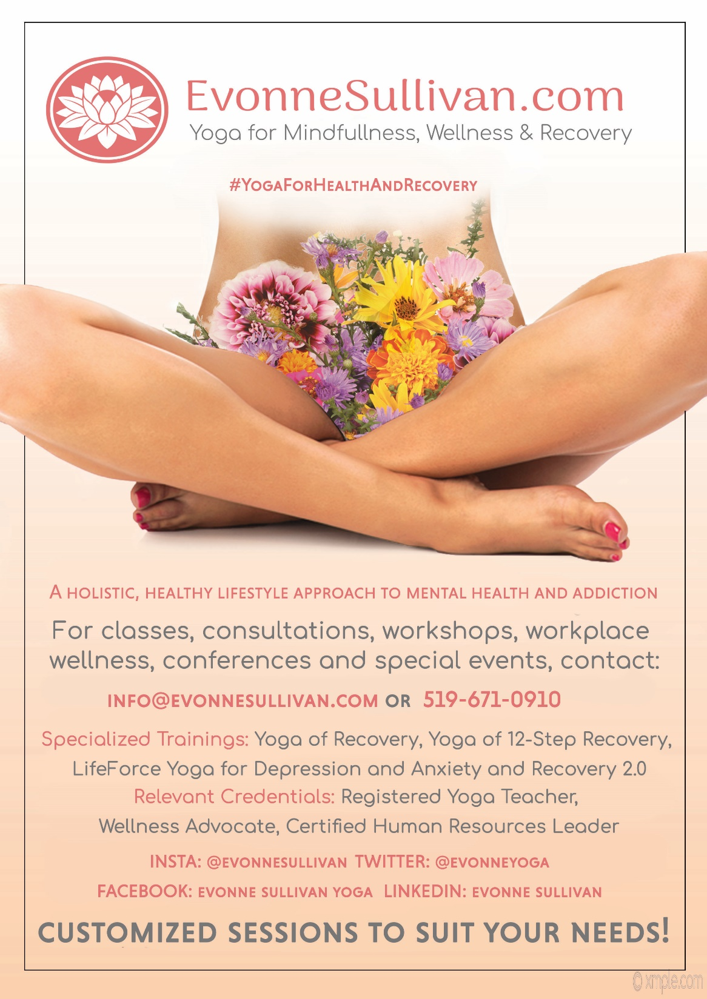 EvonneSullivan.com
Yoga for Mindfullness, Wellness & Recovery
#YogaForHealthAndRecovery
A HOLISTIC, HEALTHY LIFESTYLE APPROACH TO MENTAL HEALTH AND ADDICTION
For classes, consultations, workshops, workplace
wellness, conferences and special events, contact:
INFO@EVONNESULLIVAN.COM OR 519-671-0910
Specialized Trainings: Yoga of Recovery, Yoga of 12-Step Recovery,
LifeForce Yoga for Depression and Anxiety and Recovery 2.0
Relevant Credentials: Registered Yoga Teacher,
Wellness Advocate, Certified Human Resources Leader
INSTA: @EVONNESULLIVAN TWITTER: @EVONNEYOGA
FACEBOOK: EVONNE SULLIVAN YOGA LINKEDIN: EVONNE SULLIVAN
CUSTOMIZED SESSIONS TO SUIT YOUR NEEDS!
© xmple.com